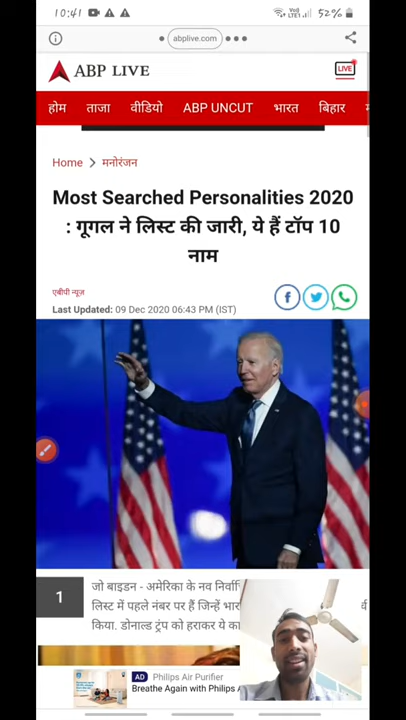 10:41
VoD
LTE1
52%
abplive.com
ABP LIVE
LIVE
होम ताजा वीडियो ABP UNCUT भारत बिहार
Home > मनोरंजन
Most Searched Personalities 2020
: गूगल ने लिस्ट की जारी, ये हैं टॉप 10
नाम
एबीपी न्यूज़
Last Updated: 09 Dec 2020 06:43 PM (IST)
1
जो बाइडन - अमेरिका के नव
लिस्ट में पहले नंबर पर हैं जिन्हें
किया. डोनाल्ड ट्रंप को हराकर ये
AD Philips Air Purifier
Breathe Again with Philips